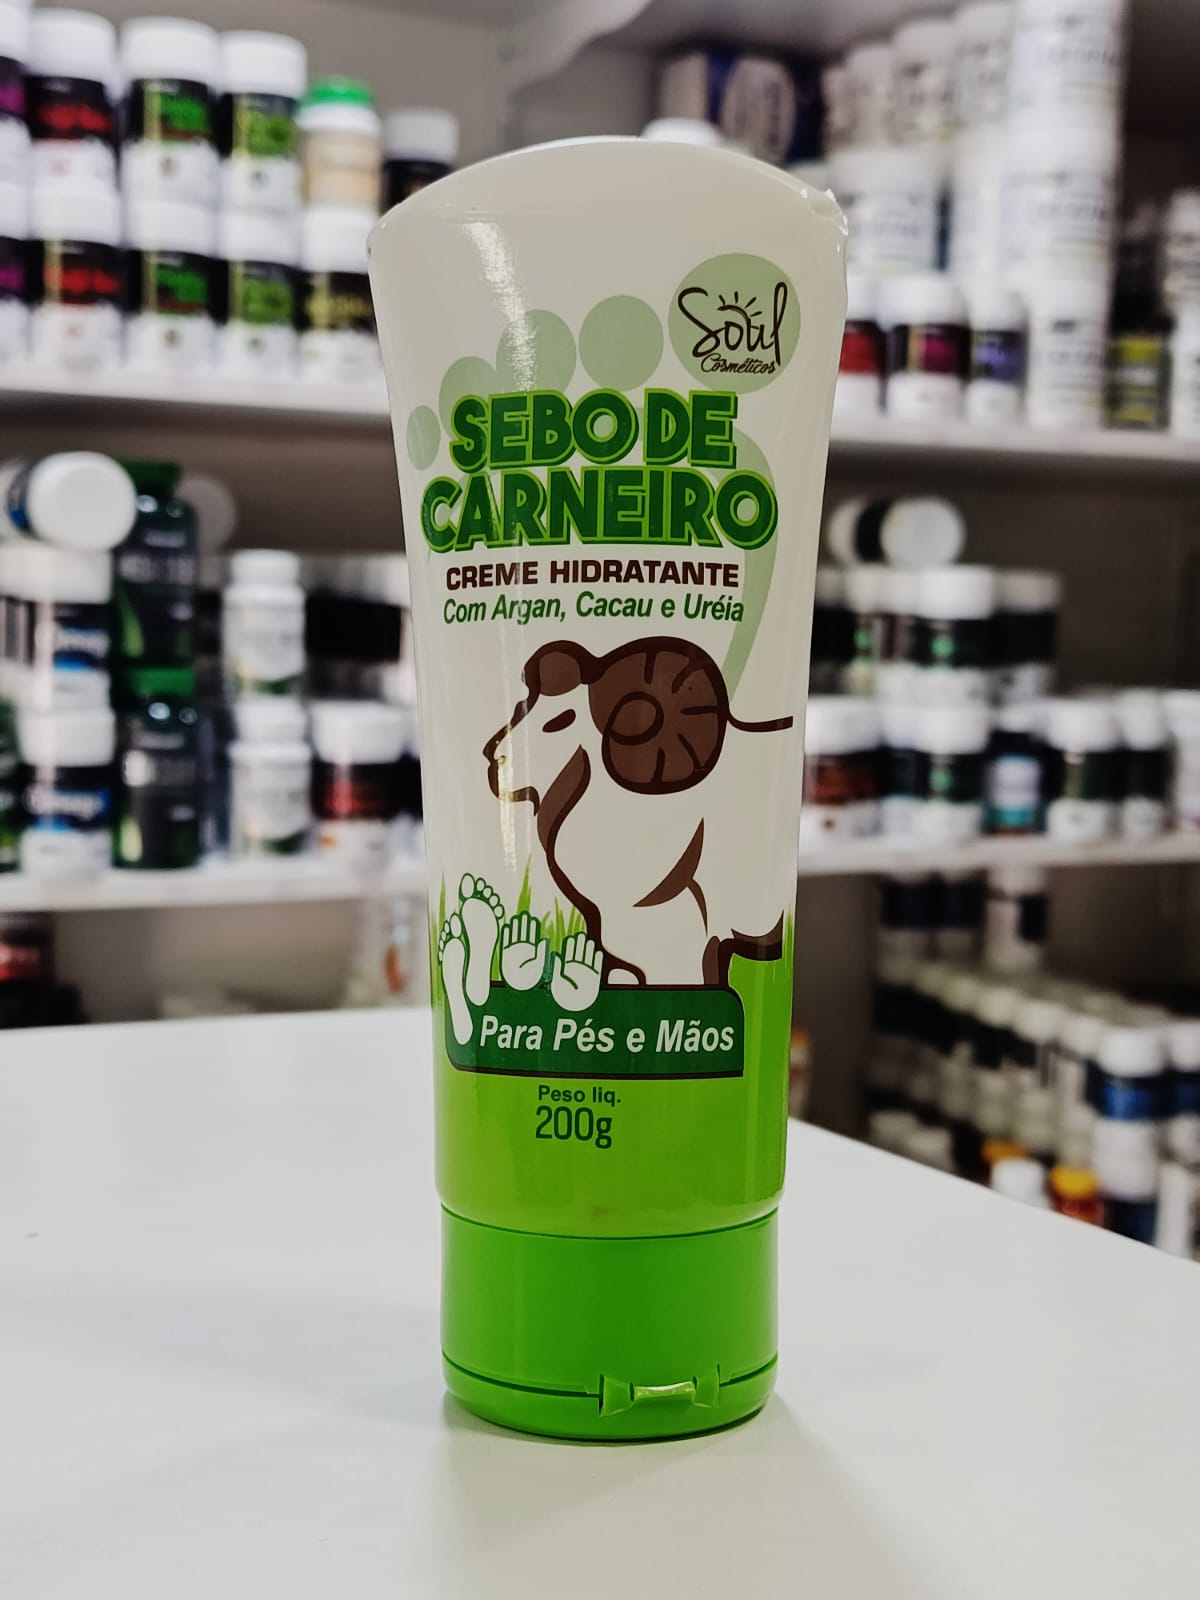 Soul
Cosméticos
SEBO DE
CARNEIRO
CREME HIDRATANTE
Com Argan, Cacau e Uréia
Para Pés e Mãos
Peso liq.
200g